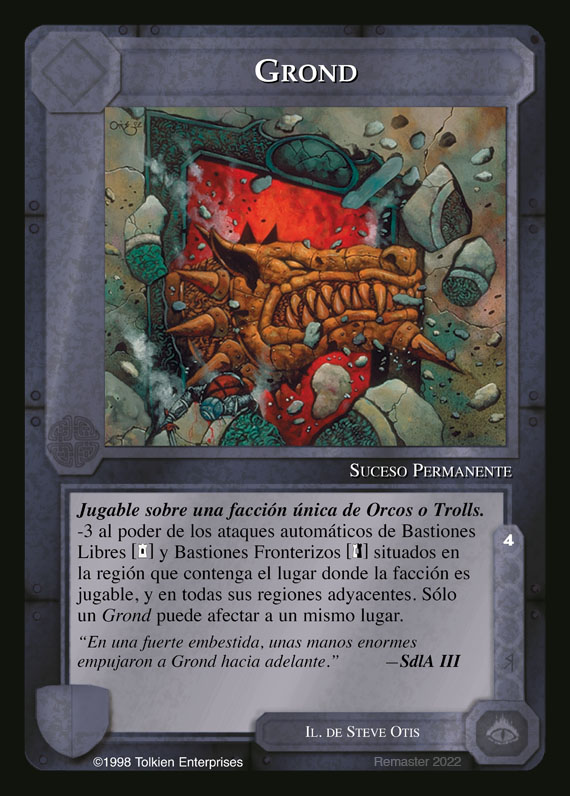 GROND
SUCESO PERMANENTE
Jugable sobre una facción única de Orcos o Trolls.
-3 al poder de los ataques automáticos de Bastiones
Libres [ ] y Bastiones Fronterizos [ ] situados en
la región que contenga el lugar donde la facción es
jugable, y en todas sus regiones adyacentes. Sólo
un Grond puede afectar a un mismo lugar.
4
“En una fuerte embestida, unas manos enormes
empujaron a Grond hacia adelante.” —SdlA III
IL. DE STEVE OTIS
©1998 Tolkien Enterprises
Remaster 2022